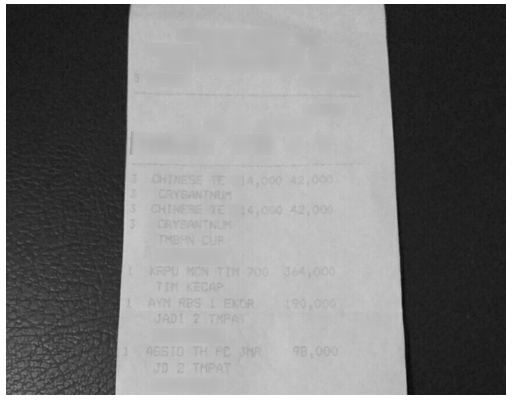 3
3 CHINESE TE 14,000 42,000
3 CRYSANTNUM
3 CHINESE TE 14,000 42,000
3 CRYSANTNUM
TMBHN CUP
1 KRPU MCN TIM 700 364,000
TIM KECAP
1 AYM RBS 1 EKOR 190,000
JADI 2 TMPAT
1 ASSID TH PC JMR 98,000
JD 2 TMPAT